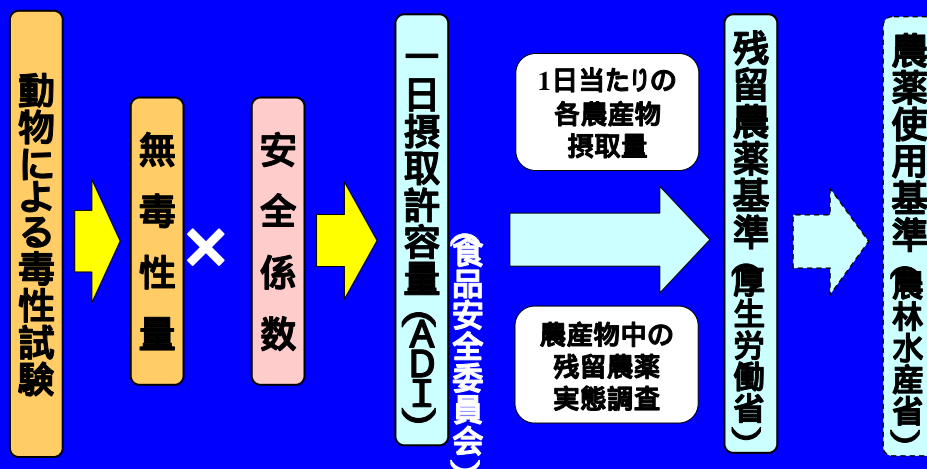 動物による毒性試験
無毒性量
×
安全係数
一日摂取許容量(ADI)
(食品安全委員会)
1日当たりの
各農産物
摂取量
農産物中の
残留農薬
実態調査
残留農薬基準(厚生労働省)
農薬使用基準(農林水産省)